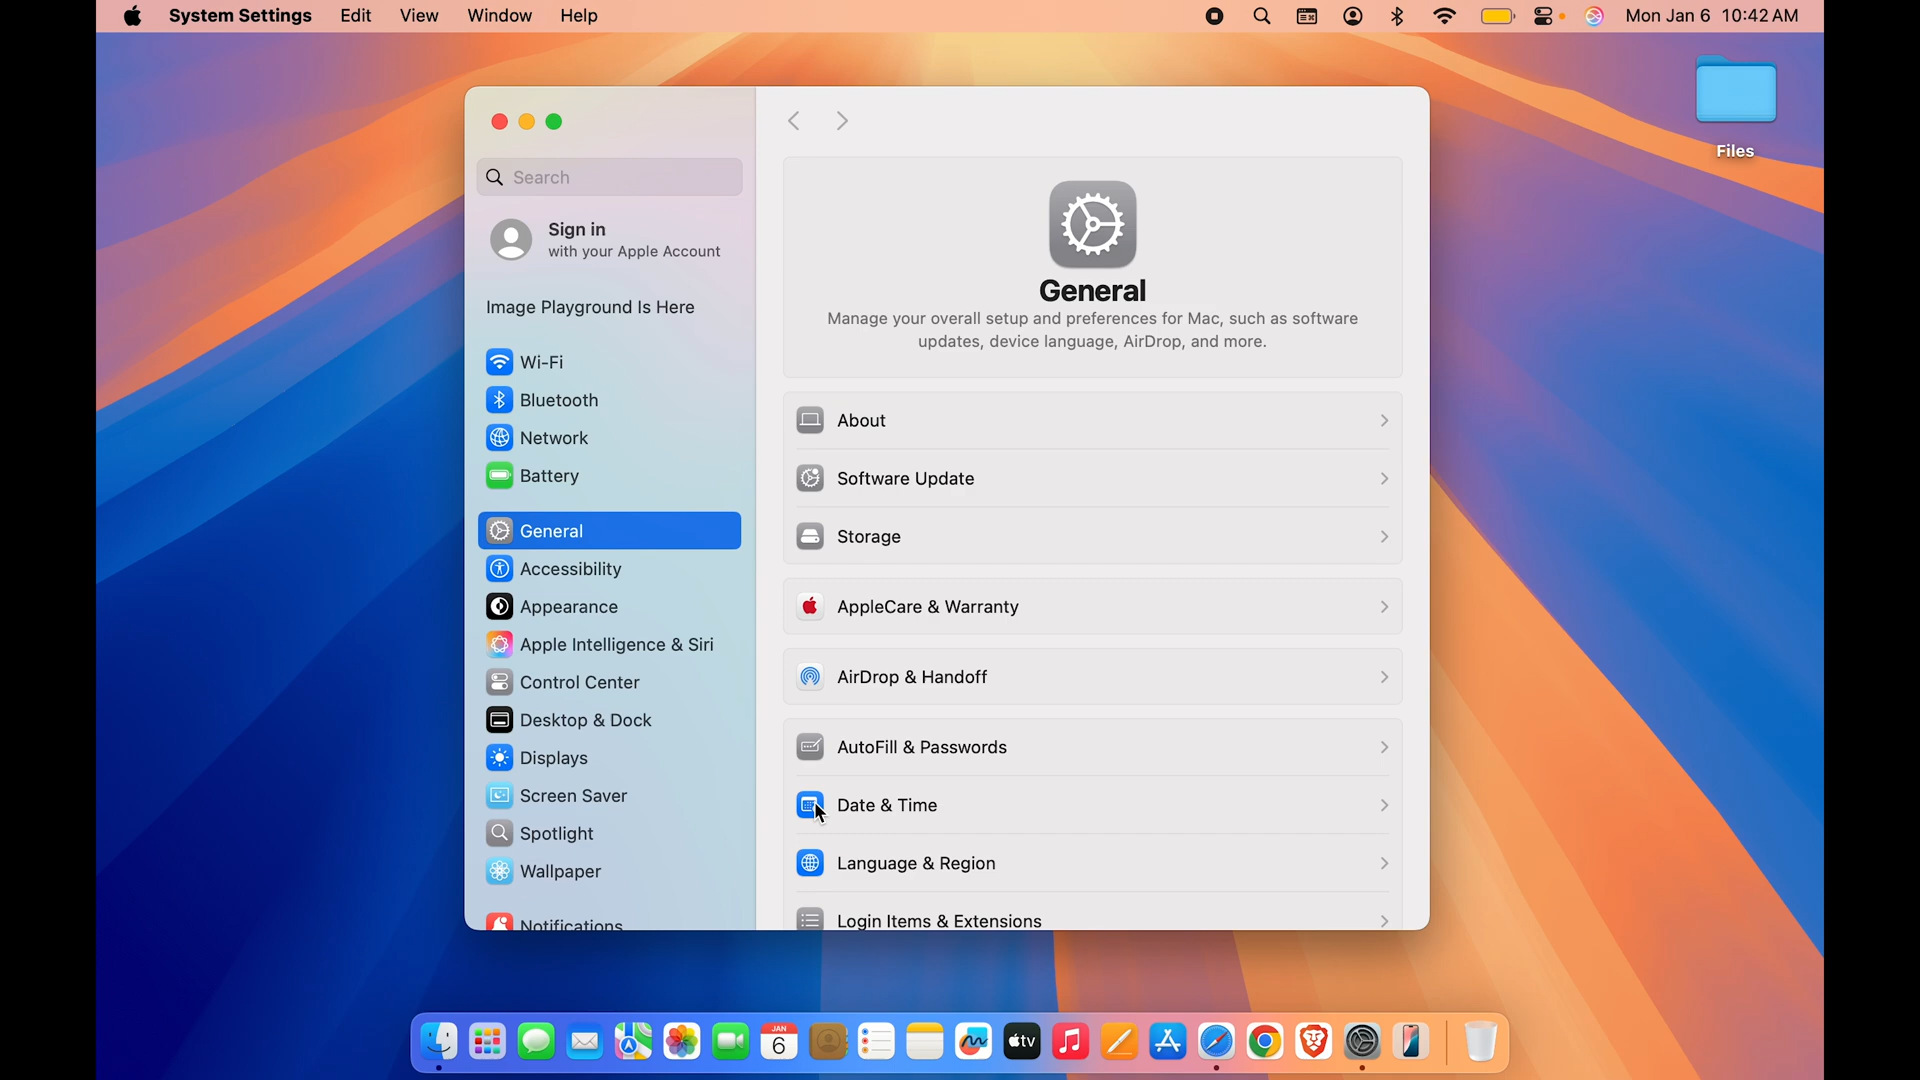 System Settings Edit View Window Help Mon Jan 6 10:42 AM
Files
Search
Sign in
with your Apple Account
Image Playground Is Here
Wi-Fi
Bluetooth
Network
Battery
General
Accessibility
Appearance
Apple Intelligence & Siri
Control Center
Desktop & Dock
Displays
Screen Saver
Spotlight
Wallpaper
Notifications
General
Manage your overall setup and preferences for Mac, such as software
updates, device language, AirDrop, and more.
About
Software Update
Storage
AppleCare & Warranty
AirDrop & Handoff
AutoFill & Passwords
Date & Time
Language & Region
Login Items & Extensions
JAN
6
tv